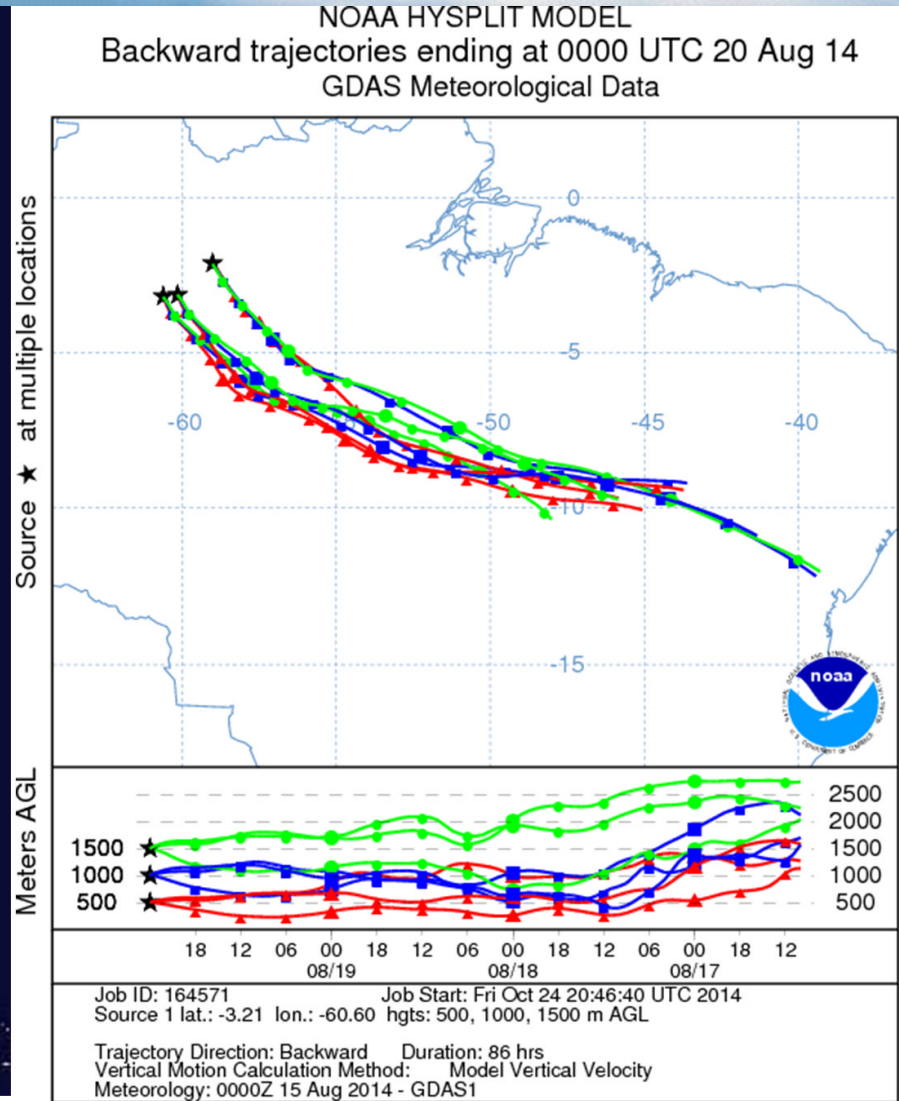 NOAA HYSPLIT MODEL
Backward trajectories ending at 0000 UTC 20 Aug 14
GDAS Meteorological Data
Source ★ at multiple locations
0
-5
-60
-50
-45
-40
-10
-15
noaa
Meters AGL
1500
1000
500
2500
2000
1500
1000
500
18 12 06 00 18 12 06 00 18 12 06 00 18 12
08/19 08/18 08/17
Job ID: 164571 Job Start: Fri Oct 24 20:46:40 UTC 2014
Source 1 lat.: -3.21 lon.: -60.60 hgts: 500, 1000, 1500 m AGL
Trajectory Direction: Backward Duration: 86 hrs
Vertical Motion Calculation Method: Model Vertical Velocity
Meteorology: 0000Z 15 Aug 2014 - GDAS1